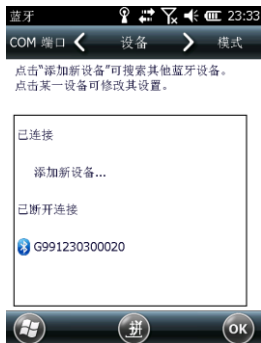 蓝牙 23:33
COM 端口 设备 模式
点击“添加新设备”可搜索其他蓝牙设备。
点击某一设备可修改其设置。
已连接
添加新设备...
已断开连接
G991230300020
拼 OK